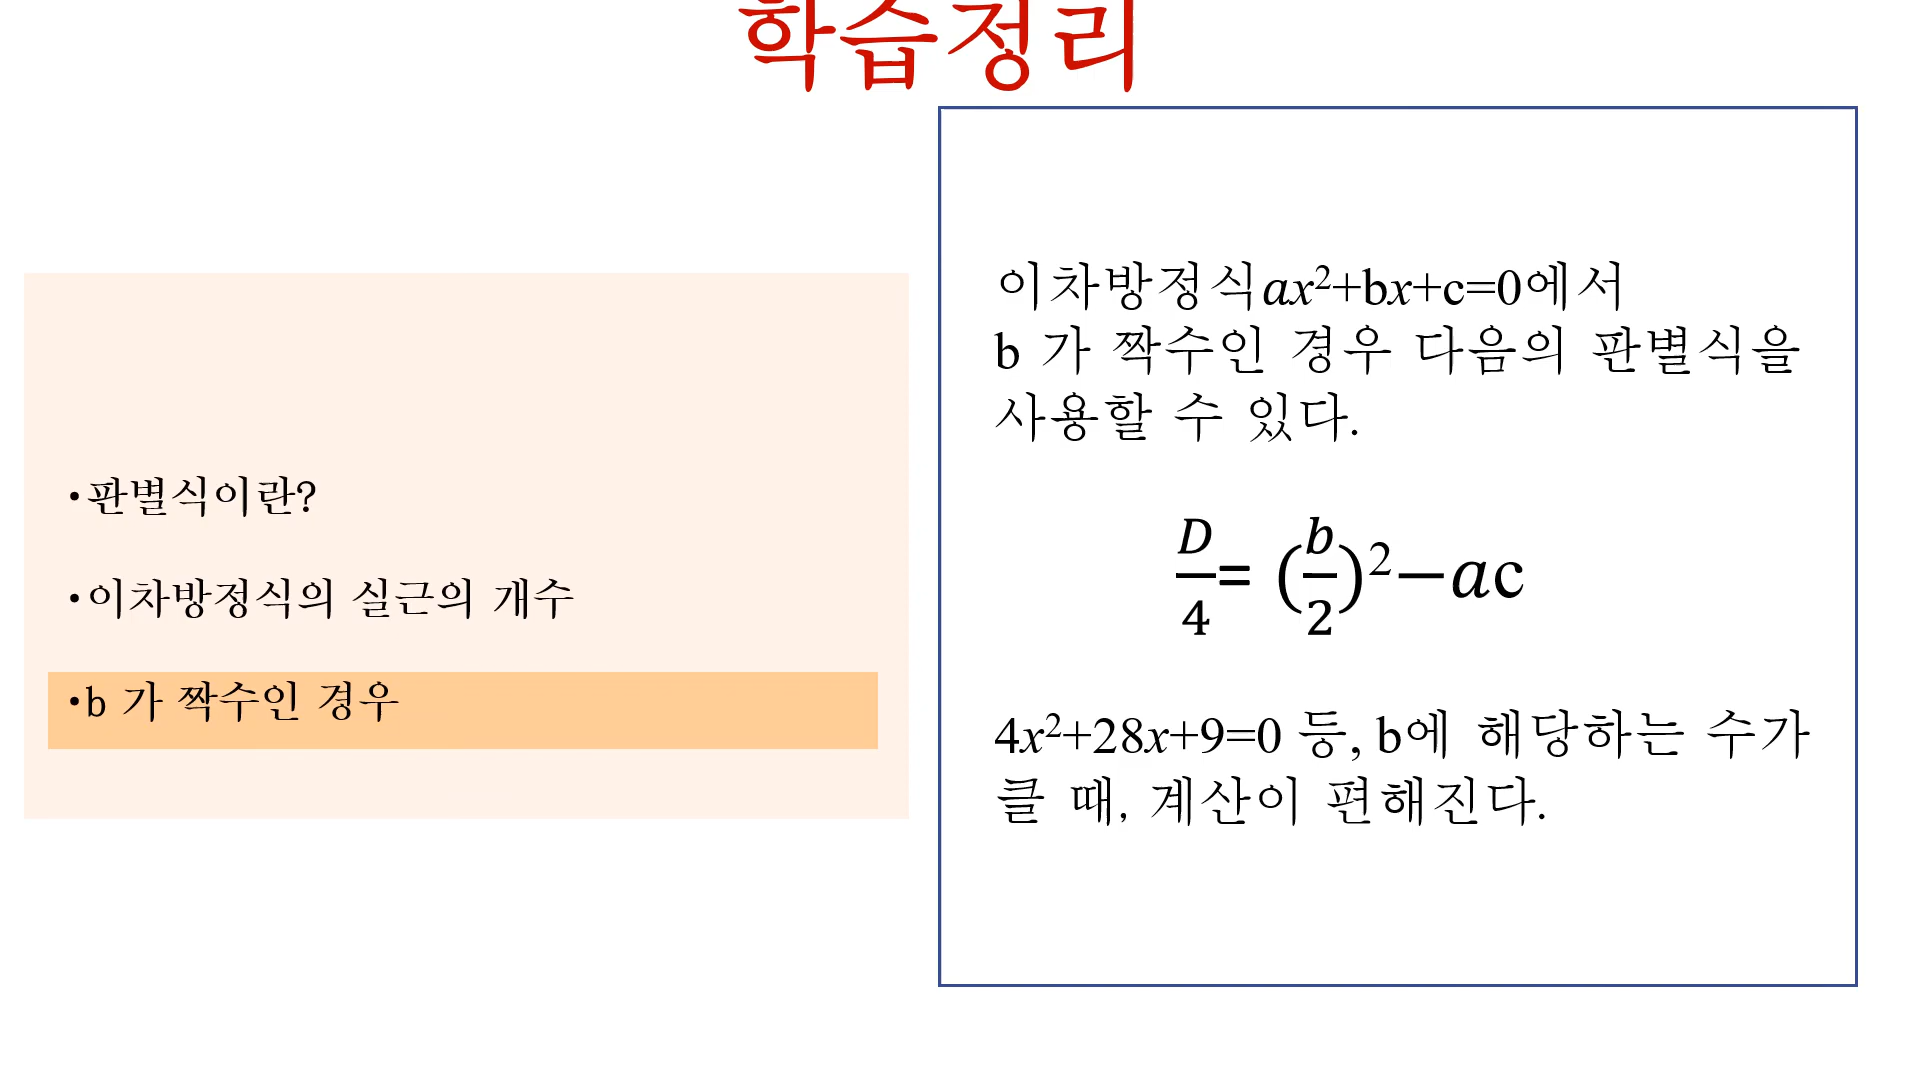 학습정리
•판별식이란?
•이차방정식의 실근의 개수
•b 가 짝수인 경우
이차방정식ax²+bx+c=0에서
b 가 짝수인 경우 다음의 판별식을
사용할 수 있다.
D/4= (b/2)²−ac
4x²+28x+9=0 등, b에 해당하는 수가
클 때, 계산이 편해진다.